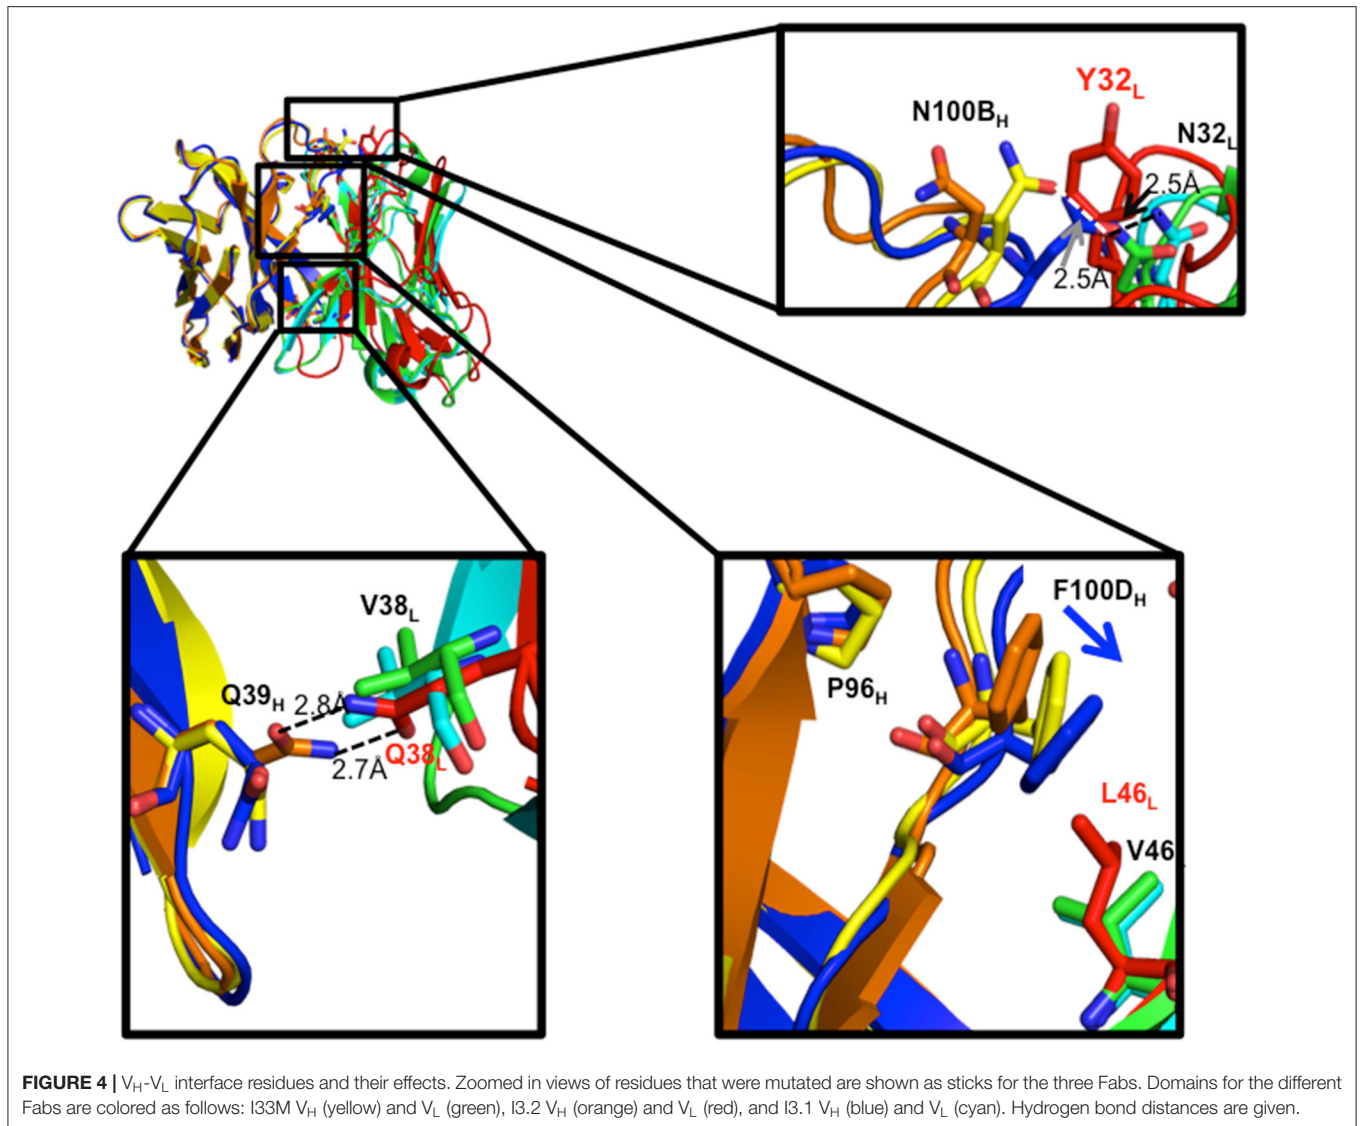 Y32L
N100BH
N32L
2.5Å
2.5Å
V38L
Q39H
2.8Å
Q38L
2.7Å
F100DH
P96H
L46L
V46
FIGURE 4 | VH-VL interface residues and their effects. Zoomed in views of residues that were mutated are shown as sticks for the three Fabs. Domains for the different
Fabs are colored as follows: I33M VH (yellow) and VL (green), I3.2 VH (orange) and VL (red), and I3.1 VH (blue) and VL (cyan). Hydrogen bond distances are given.